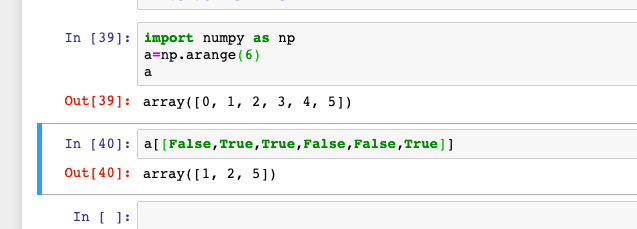 In [39]: import numpy as np
a=np.arange(6)
a
Out[39]: array([0, 1, 2, 3, 4, 5])
In [40]: a[[False,True,True,False,False,True]]
Out[40]: array([1, 2, 5])
In [ ]: